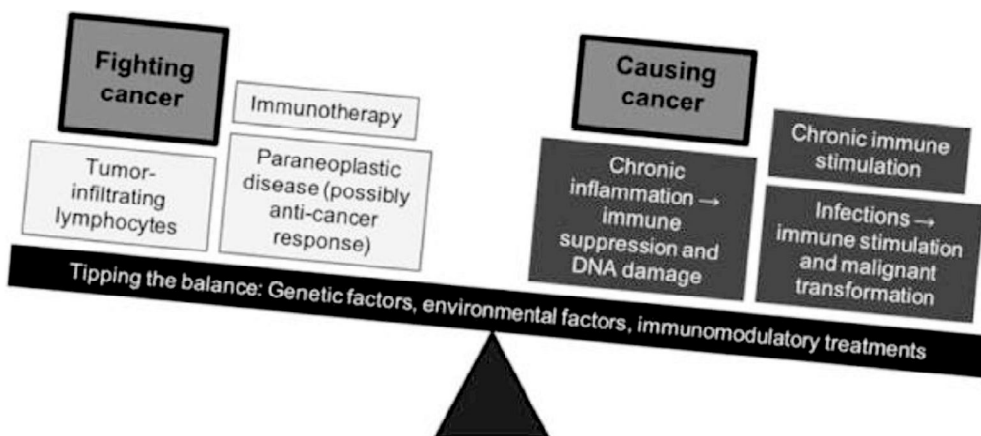 Fighting
cancer
Immunotherapy
Tumor-
infiltrating
lymphocytes
Paraneoplastic
disease (possibly
anti-cancer
response)
Causing
cancer
Chronic immune
stimulation
Chronic
inflammation →
immune
suppression and
DNA damage
Infections →
immune stimulation
and malignant
transformation
Tipping the balance: Genetic factors, environmental factors, immunomodulatory treatments